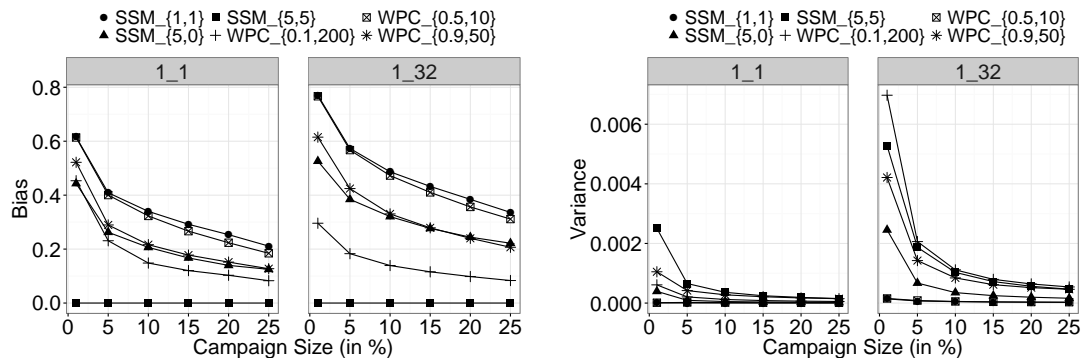 SSM_{1,1} SSM_{5,5} WPC_{0.5,10}
SSM_{5,0} WPC_{0.1,200} WPC_{0.9,50}
1_1 1_32
0.8
0.6
0.4
0.2
0.0
Bias
0 5 10 15 20 25 0 5 10 15 20 25
Campaign Size (in %)
SSM_{1,1} SSM_{5,5} WPC_{0.5,10}
SSM_{5,0} WPC_{0.1,200} WPC_{0.9,50}
1_1 1_32
0.006
0.004
0.002
0.000
Variance
0 5 10 15 20 25 0 5 10 15 20 25
Campaign Size (in %)